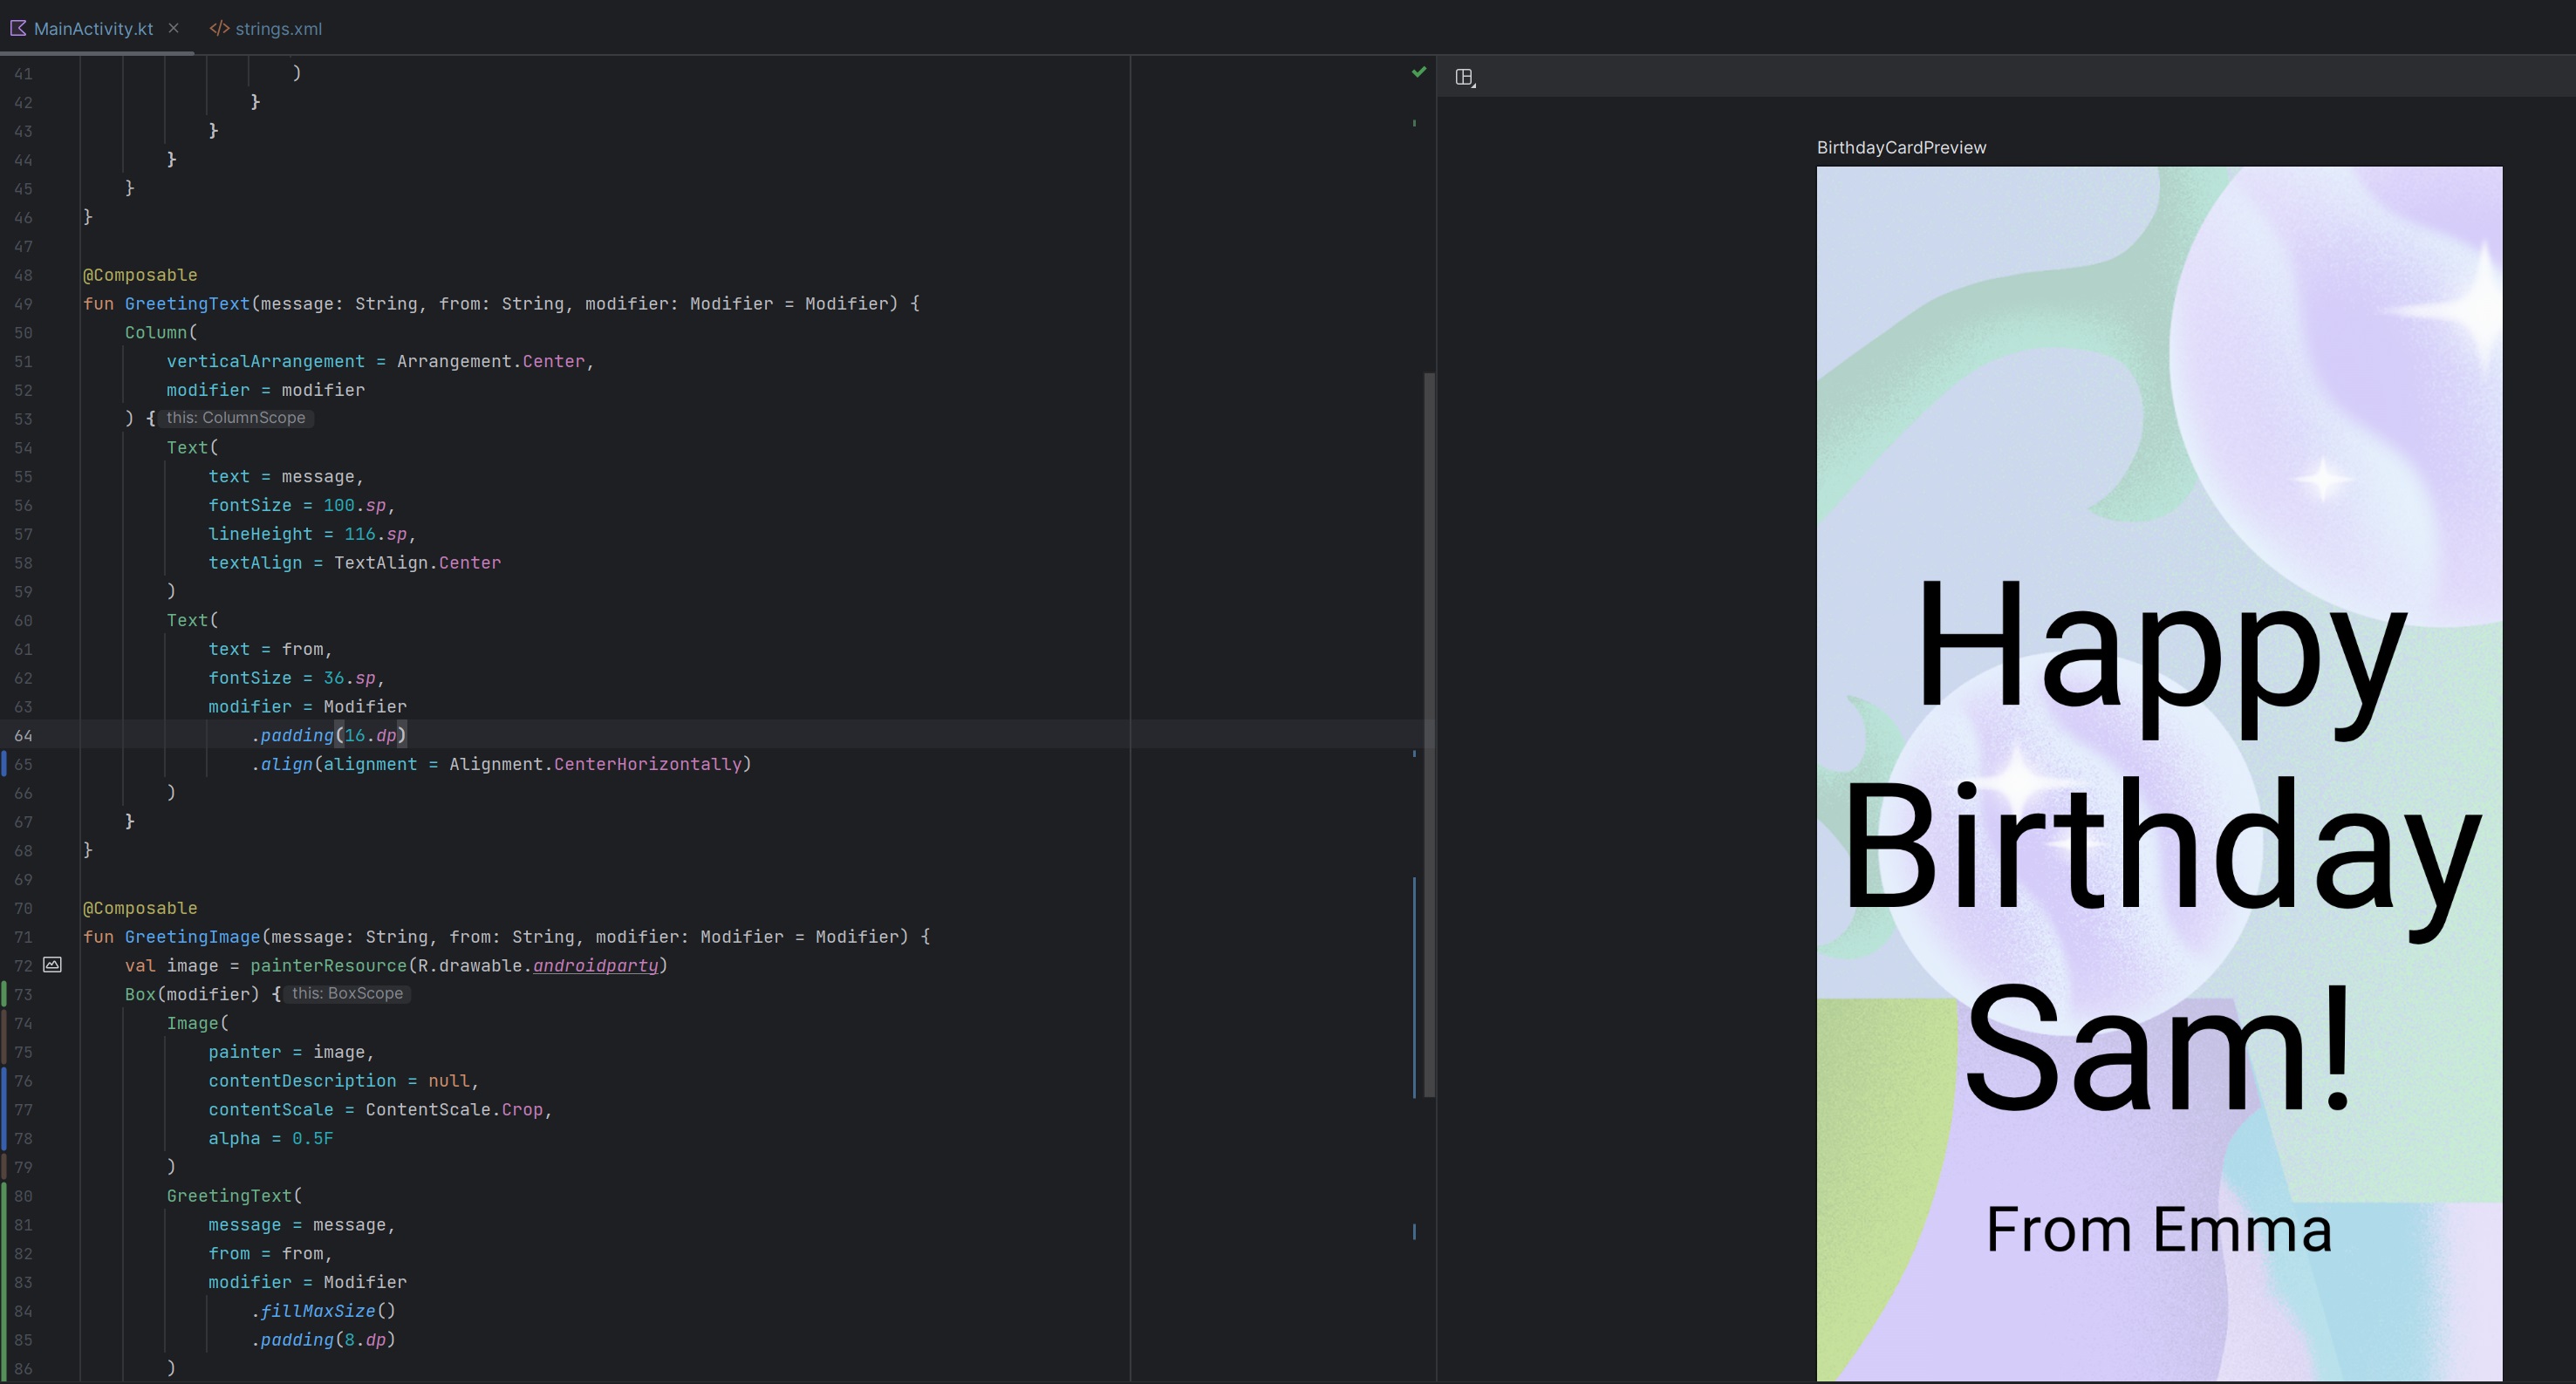 MainActivity.kt
strings.xml
41 )
42 }
43 }
44 }
45 }
46 }
47
48 @Composable
49 fun GreetingText(message: String, from: String, modifier: Modifier = Modifier) {
50 Column(
51 verticalArrangement = Arrangement.Center,
52 modifier = modifier
53 ) { this: ColumnScope
54 Text(
55 text = message,
56 fontSize = 100.sp,
57 lineHeight = 116.sp,
58 textAlign = TextAlign.Center
59 )
60 Text(
61 text = from,
62 fontSize = 36.sp,
63 modifier = Modifier
64 .padding(16.dp)
65 .align(alignment = Alignment.CenterHorizontally)
66 )
67 }
68 }
69
70 @Composable
71 fun GreetingImage(message: String, from: String, modifier: Modifier = Modifier) {
72 val image = painterResource(R.drawable.androidparty)
73 Box(modifier) { this: BoxScope
74 Image(
75 painter = image,
76 contentDescription = null,
77 contentScale = ContentScale.Crop,
78 alpha = 0.5F
79 )
80 GreetingText(
81 message = message,
82 from = from,
83 modifier = Modifier
84 .fillMaxSize()
85 .padding(8.dp)
86 )
BirthdayCardPreview
Happy
Birthday
Sam!
From Emma